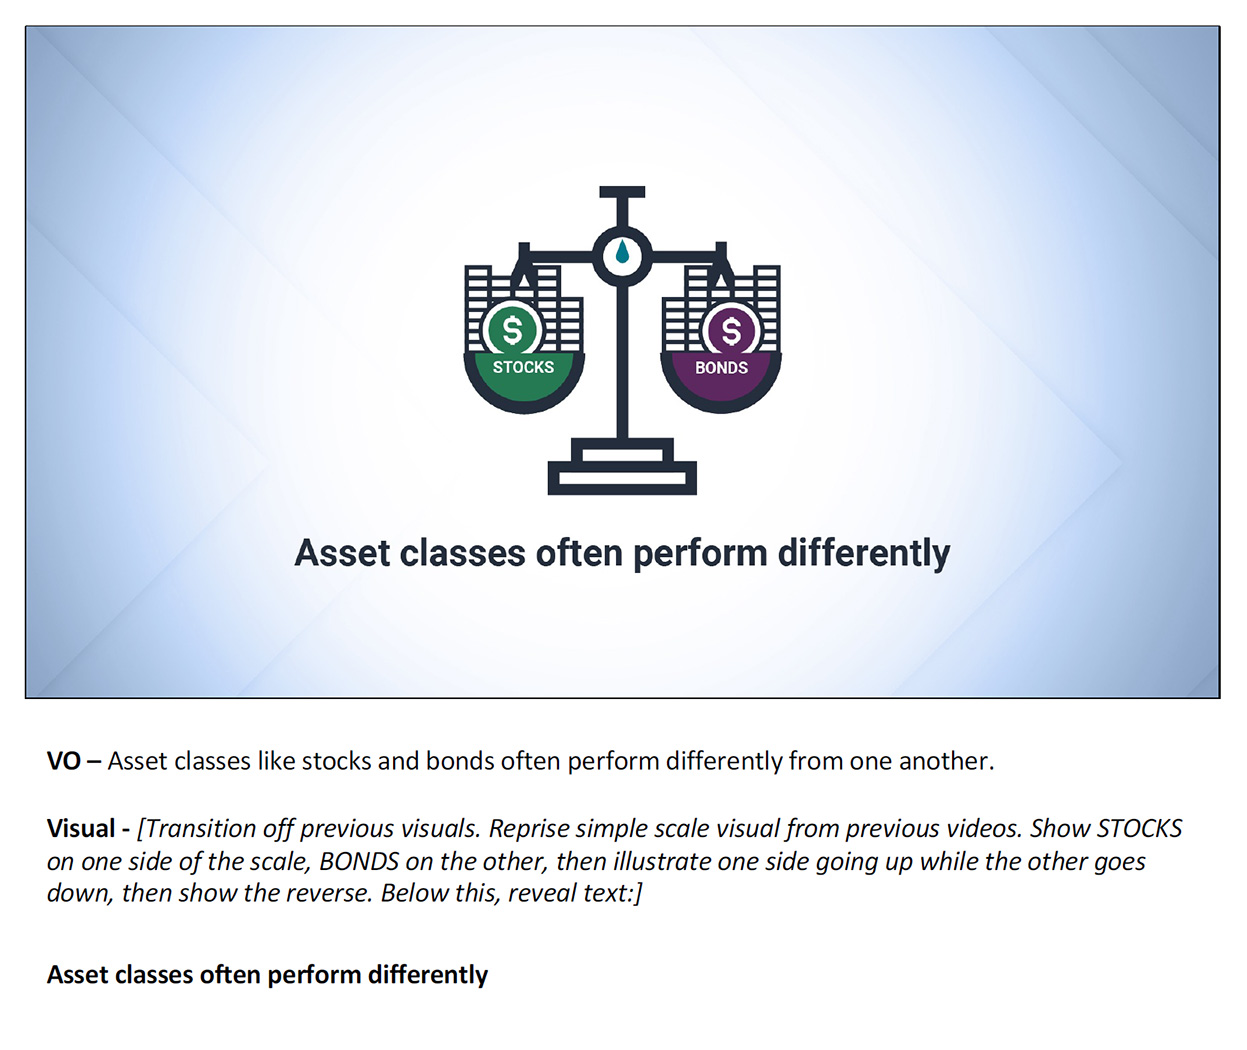 $ $
STOCKS BONDS
Asset classes often perform differently
VO – Asset classes like stocks and bonds often perform differently from one another.
Visual - [Transition off previous visuals. Reprise simple scale visual from previous videos. Show STOCKS
on one side of the scale, BONDS on the other, then illustrate one side going up while the other goes
down, then show the reverse. Below this, reveal text:]
Asset classes often perform differently